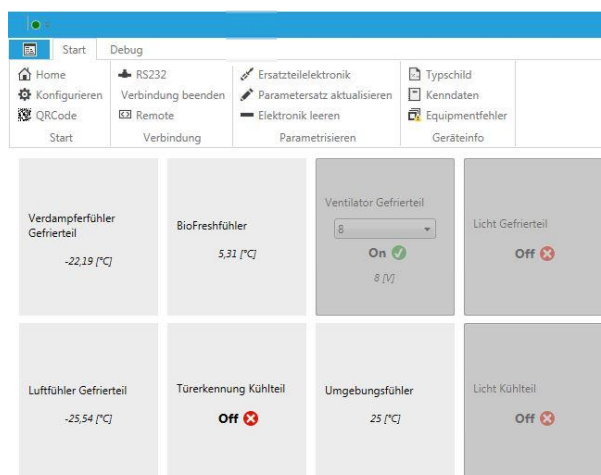 Start Debug
Home
Konfigurieren
QRCode
Start
RS232
Verbindung beenden
Remote
Verbindung
Ersatzteilelektronik
Parametersatz aktualisieren
Elektronik leeren
Parametrisieren
Typschild
Kenndaten
Equipmentfehler
Geräteinfo
Verdampferfühler
Gefrierteil
-22,19 [°C]
BioFreshfühler
5,31 [°C]
Ventilator Gefrierteil
8
On
8 [V]
Licht Gefrierteil
Off
Luftfühler Gefrierteil
-25,54 [°C]
Türerkennung Kühlteil
Off
Umgebungsfühler
25 [°C]
Licht Kühlteil
Off